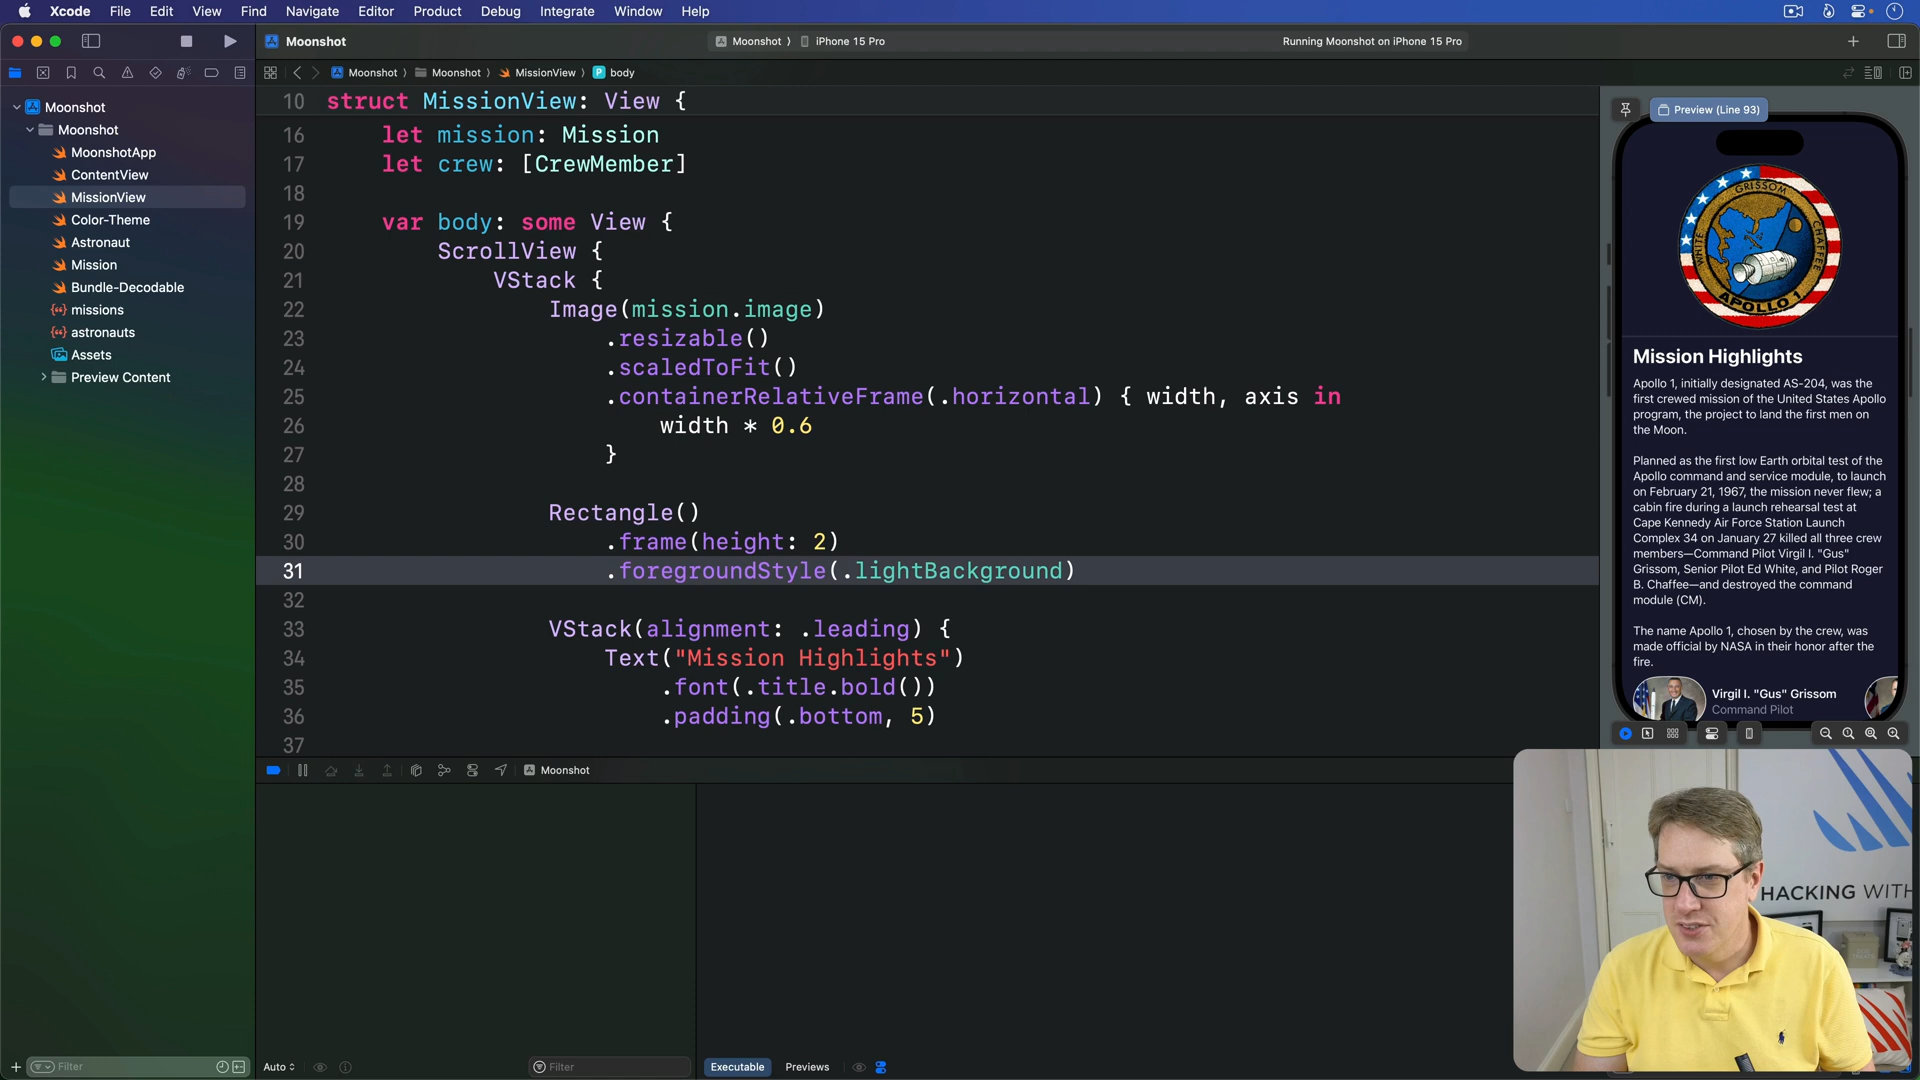 Xcode File Edit View Find Navigate Editor Product Debug Integrate Window Help
Moonshot
Moonshot iPhone 15 Pro
Running Moonshot on iPhone 15 Pro
Moonshot Moonshot MissionView body
Moonshot
Moonshot
MoonshotApp
ContentView
MissionView
Color-Theme
Astronaut
Mission
Bundle-Decodable
missions
astronauts
Assets
Preview Content
Filter
10 struct MissionView: View {
16 let mission: Mission
17 let crew: [CrewMember]
18
19 var body: some View {
20 ScrollView {
21 VStack {
22 Image(mission.image)
23 .resizable()
24 .scaledToFit()
25 .containerRelativeFrame(.horizontal) { width, axis in
26 width * 0.6
27 }
28
29 Rectangle()
30 .frame(height: 2)
31 .foregroundStyle(.lightBackground)
32
33 VStack(alignment: .leading) {
34 Text("Mission Highlights")
35 .font(.title.bold())
36 .padding(.bottom, 5)
37
Preview (Line 93)
GRISSOM
WHITE
CHAFFEE
APOLLO 1
Mission Highlights
Apollo 1, initially designated AS-204, was the
first crewed mission of the United States Apollo
program, the project to land the first men on
the Moon.
Planned as the first low Earth orbital test of the
Apollo command and service module, to launch
on February 21, 1967, the mission never flew; a
cabin fire during a launch rehearsal test at
Cape Kennedy Air Force Station Launch
Complex 34 on January 27 killed all three crew
members—Command Pilot Virgil I. "Gus"
Grissom, Senior Pilot Ed White, and Pilot Roger
B. Chaffee—and destroyed the command
module (CM).
The name Apollo 1, chosen by the crew, was
made official by NASA in their honor after the
fire.
Virgil I. "Gus" Grissom
Command Pilot
Moonshot
Auto
Filter
Executable Previews
HACKING WITH